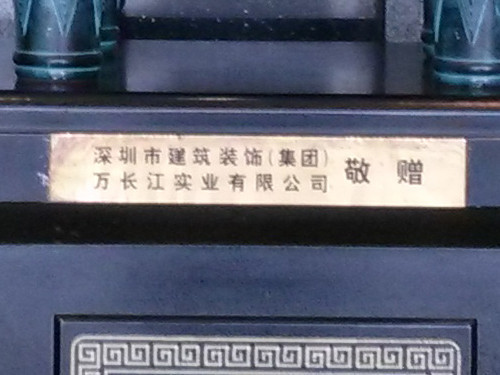 深圳市建筑装饰(集团)
万长江实业有限公司
敬赠